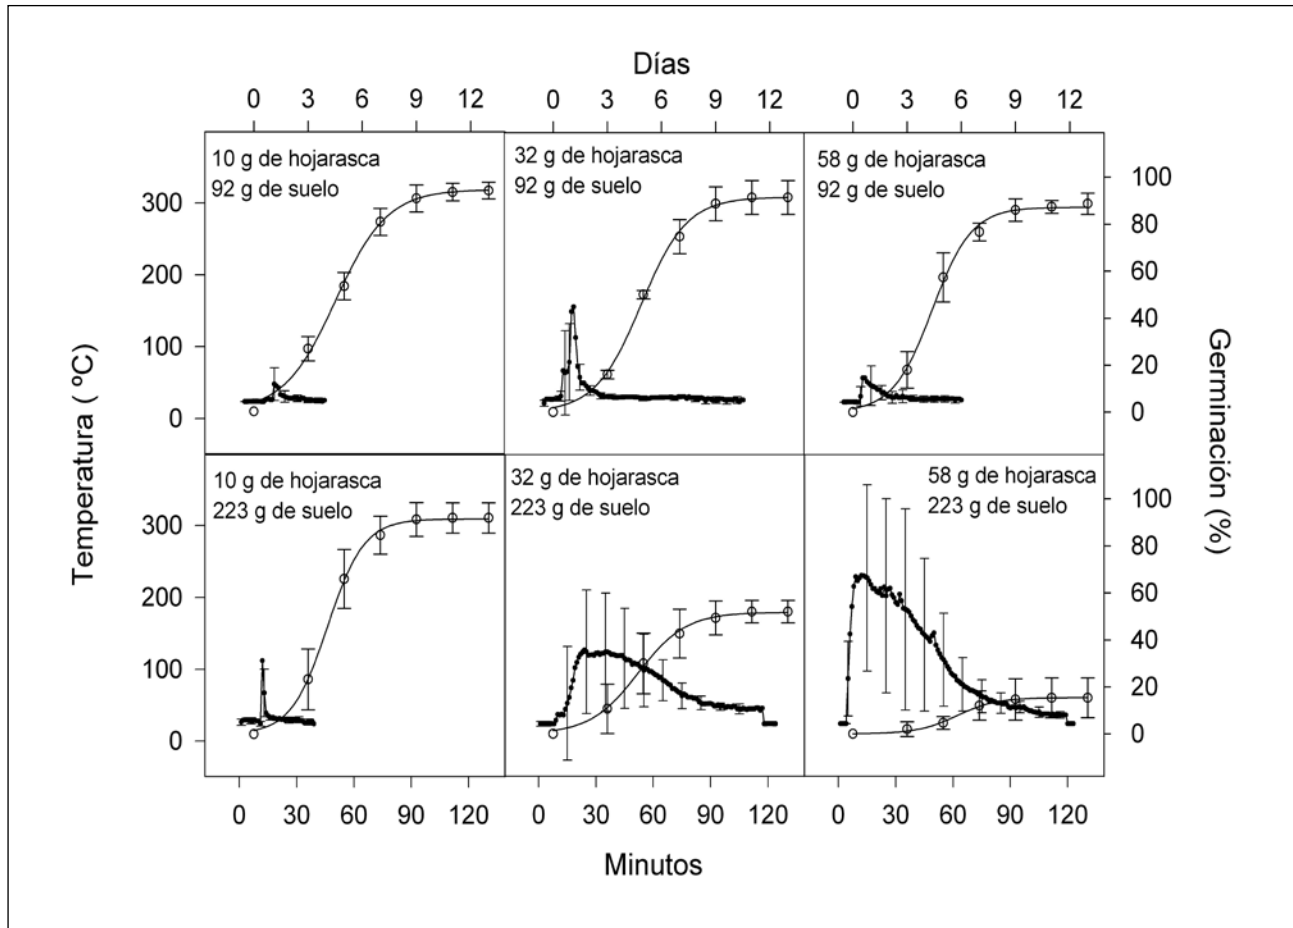 Días
0 3 6 9 12 0 3 6 9 12 0 3 6 9 12
10 g de hojarasca
92 g de suelo
32 g de hojarasca
92 g de suelo
58 g de hojarasca
92 g de suelo
300
200
100
0
100
80
60
40
20
0
Temperatura ( ºC)
Germinación (%)
10 g de hojarasca
223 g de suelo
32 g de hojarasca
223 g de suelo
58 g de hojarasca
223 g de suelo
300
200
100
0
100
80
60
40
20
0
0 30 60 90 120 0 30 60 90 120 0 30 60 90 120
Minutos